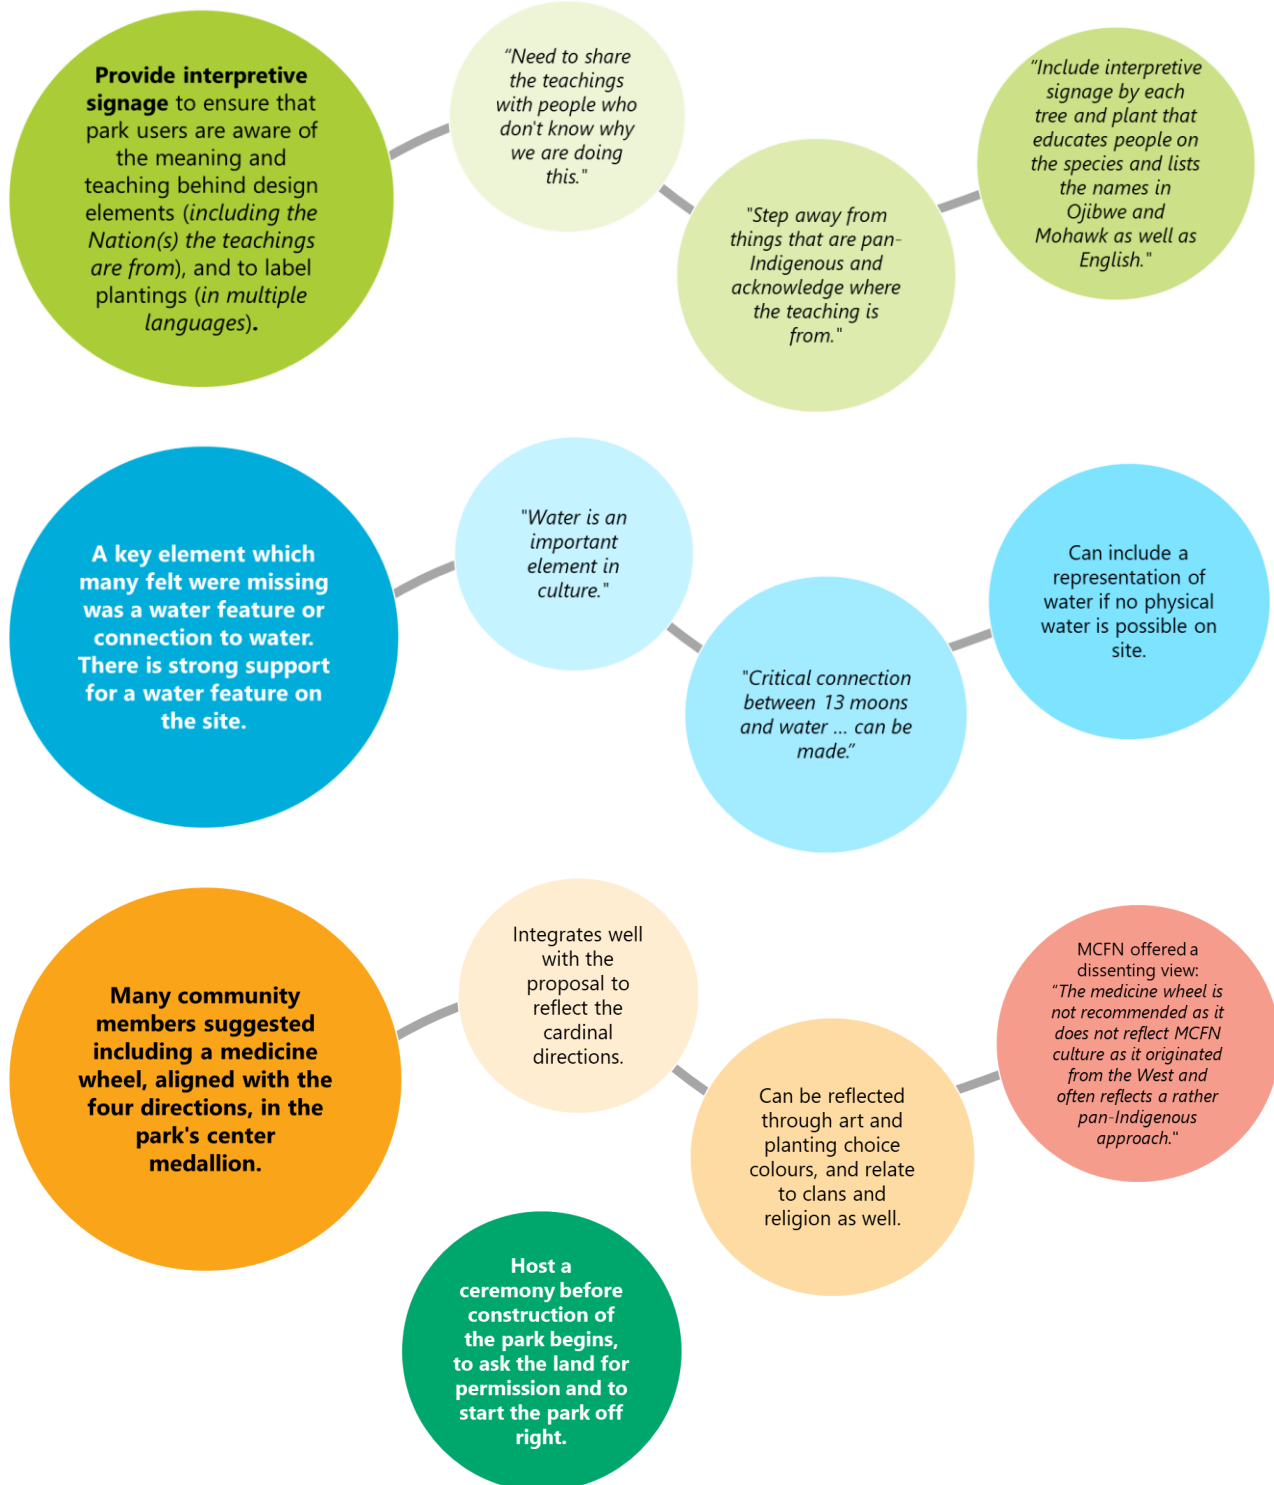 Provide interpretive
signage to ensure that
park users are aware of
the meaning and
teaching behind design
elements (including the
Nation(s) the teachings
are from), and to label
plantings (in multiple
languages).
“Need to share
the teachings
with people who
don't know why
we are doing
this."
"Step away from
things that are pan-
Indigenous and
acknowledge where
the teaching is
from."
“Include interpretive
signage by each
tree and plant that
educates people on
the species and lists
the names in
Ojibwe and
Mohawk as well as
English."
A key element which
many felt were missing
was a water feature or
connection to water.
There is strong support
for a water feature on
the site.
"Water is an
important
element in
culture."
"Critical connection
between 13 moons
and water ... can be
made.”
Can include a
representation of
water if no physical
water is possible on
site.
Many community
members suggested
including a medicine
wheel, aligned with the
four directions, in the
park's center
medallion.
Integrates well
with the
proposal to
reflect the
cardinal
directions.
Can be reflected
through art and
planting choice
colours, and relate
to clans and
religion as well.
MCFN offered a
dissenting view:
“The medicine wheel is
not recommended as it
does not reflect MCFN
culture as it originated
from the West and
often reflects a rather
pan-Indigenous
approach."
Host a
ceremony before
construction of
the park begins,
to ask the land for
permission and to
start the park off
right.